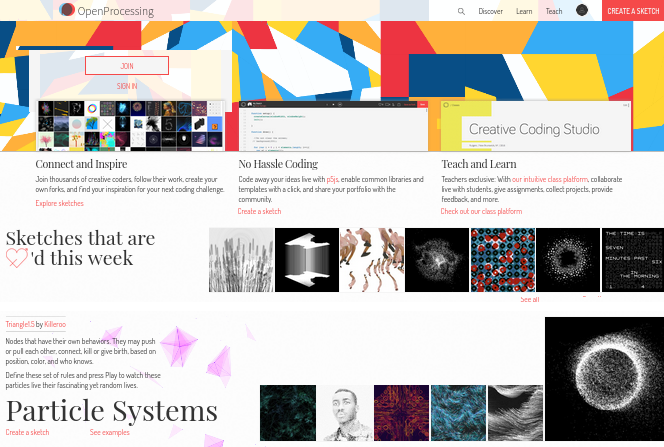 OpenProcessing
Discover Learn Teach CREATE A SKETCH
JOIN
SIGN IN
Creative Coding Studio
Connect and Inspire
Join thousands of creative coders, follow their work, create your
own forks, and find your inspiration for your next coding challenge.
Explore sketches
No Hassle Coding
Code away your ideas live with p5js, enable common libraries and
templates with a click, and share your portfolio with the
community.
Create a sketch
Teach and Learn
Teachers exclusive: With our intuitive class platform, collaborate
live with students, give assignments, collect projects, provide
feedback, and more.
Check out our class platform
Sketches that are
'd this week
THE TIME IS
SEVEN
MINUTES PAST SIX
IN
THE MORNING
See all
Triangle1.5 by Killeroo
Nodes that have their own behaviors. They may push
or pull each other, connect, kill or give birth, based on
position, color, and who knows.
Define these set of rules and press Play to watch these
particles live their fascinating yet random lives.
Particle Systems
Create a sketch See examples